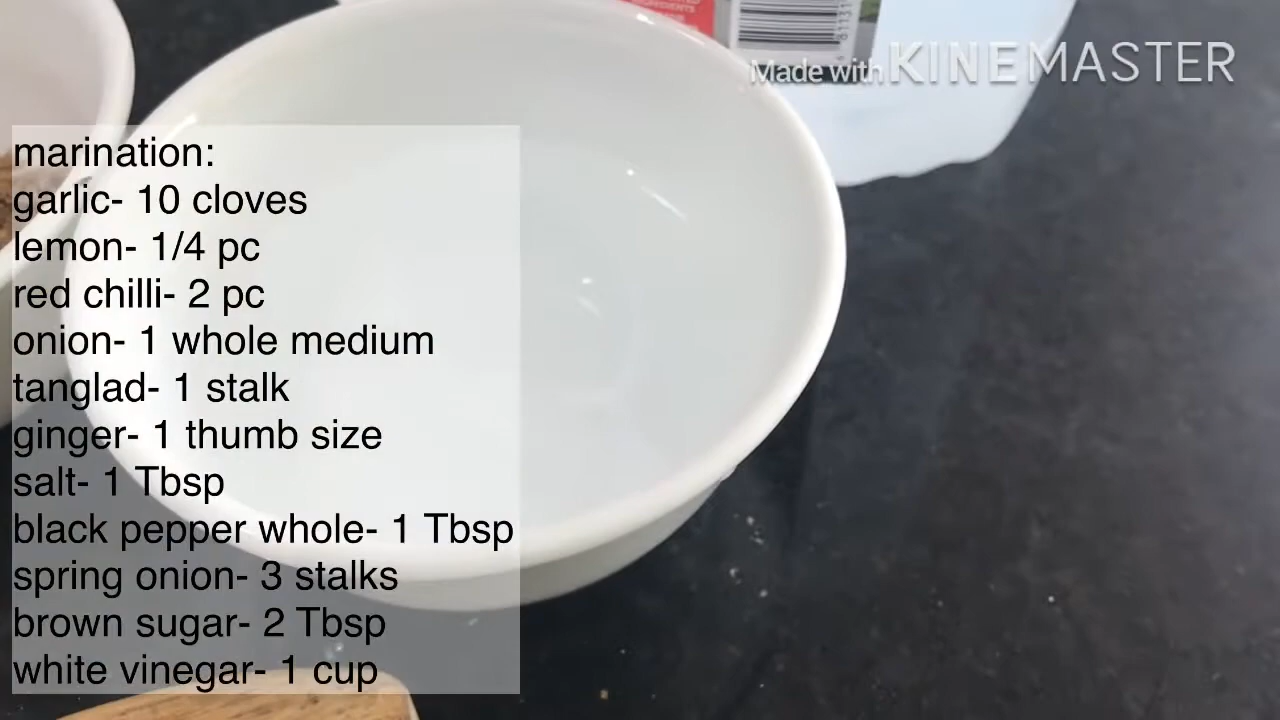 INGREDIENTS
Made with KINEMASTER
marination:
garlic- 10 cloves
lemon- 1/4 pc
red chilli- 2 pc
onion- 1 whole medium
tanglad- 1 stalk
ginger- 1 thumb size
salt- 1 Tbsp
black pepper whole- 1 Tbsp
spring onion- 3 stalks
brown sugar- 2 Tbsp
white vinegar- 1 cup